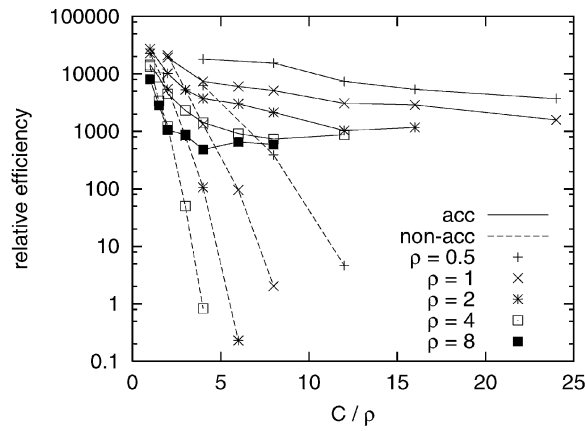 100000
10000
1000
100
10
1
0.1
relative efficiency
acc
non-acc
ρ = 0.5
ρ = 1
ρ = 2
ρ = 4
ρ = 8
0 5 10 15 20 25
C / ρ